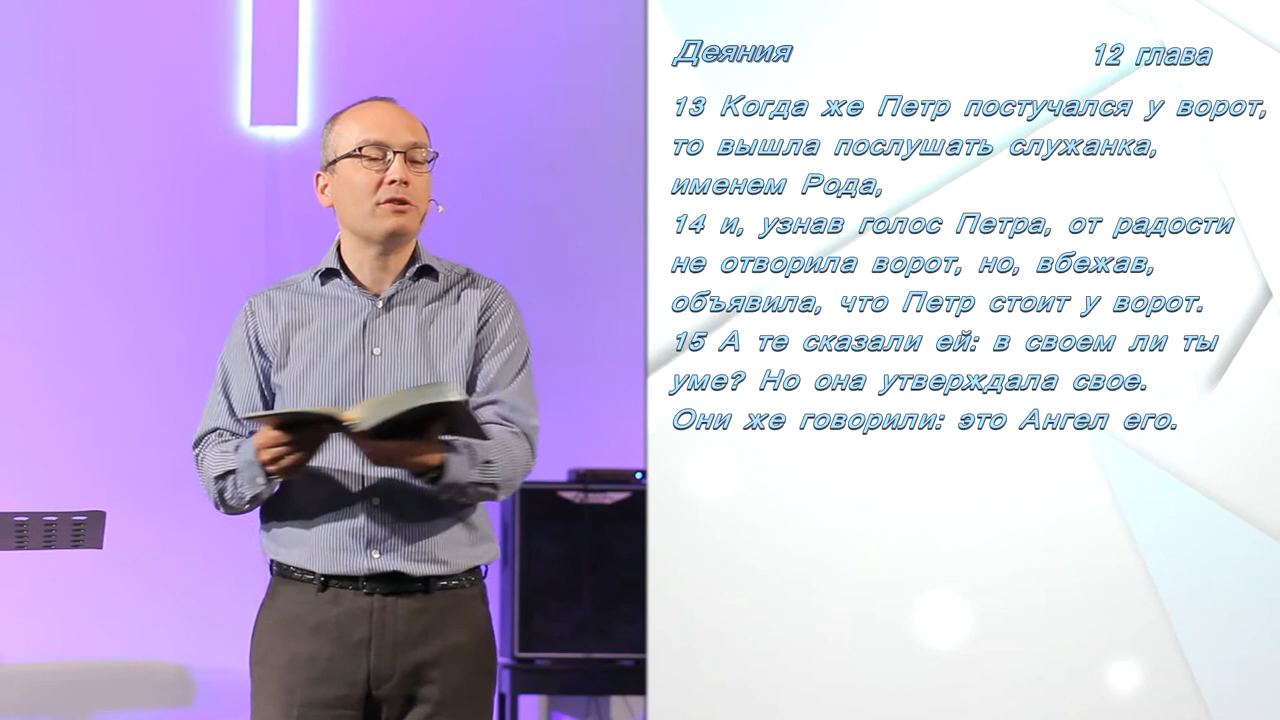 Деяния 12 глава
13 Когда же Петр постучался у ворот,
то вышла послушать служанка,
именем Рода,
14 и, узнав голос Петра, от радости
не отворила ворот, но, вбежав,
объявила, что Петр стоит у ворот.
15 А те сказали ей: в своем ли ты
уме? Но она утверждала свое.
Они же говорили: это Ангел его.